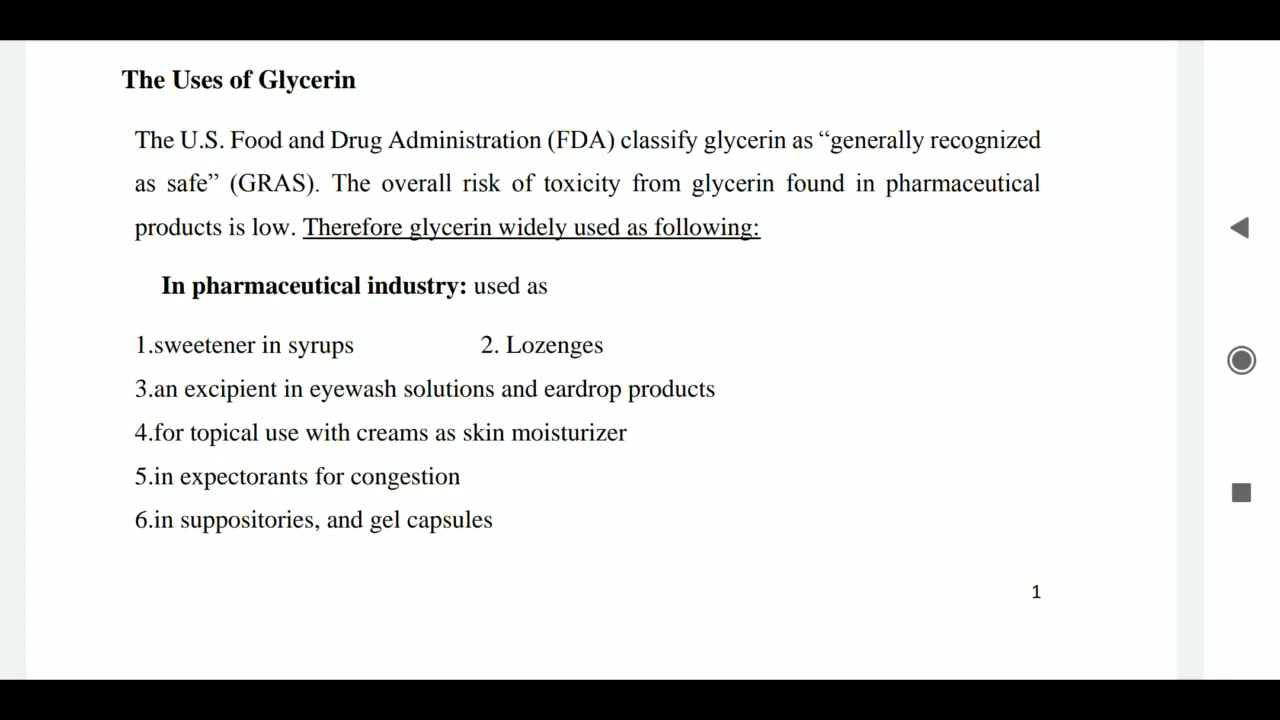 The Uses of Glycerin
The U.S. Food and Drug Administration (FDA) classify glycerin as “generally recognized
as safe” (GRAS). The overall risk of toxicity from glycerin found in pharmaceutical
products is low. Therefore glycerin widely used as following:
In pharmaceutical industry: used as
1.sweetener in syrups 2. Lozenges
3.an excipient in eyewash solutions and eardrop products
4.for topical use with creams as skin moisturizer
5.in expectorants for congestion
6.in suppositories, and gel capsules
1